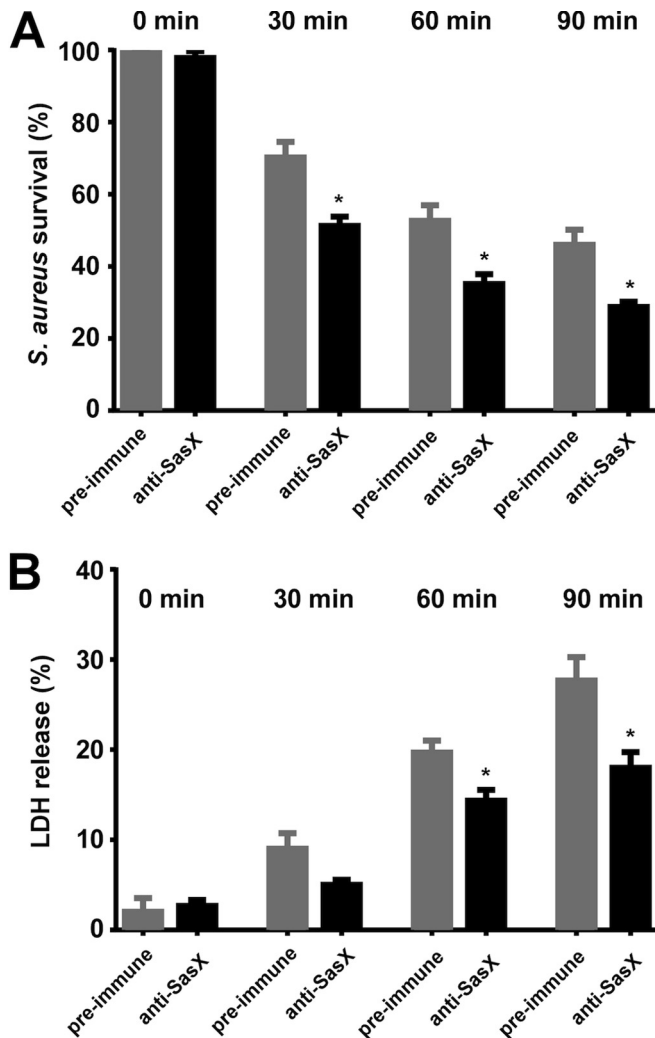 A
0 min 30 min 60 min 90 min
S. aureus survival (%)
100
80
60
40
20
0
* * *
pre-immune anti-SasX pre-immune anti-SasX pre-immune anti-SasX pre-immune anti-SasX
B
0 min 30 min 60 min 90 min
LDH release (%)
40
30
20
10
0
* *
pre-immune anti-SasX pre-immune anti-SasX pre-immune anti-SasX pre-immune anti-SasX